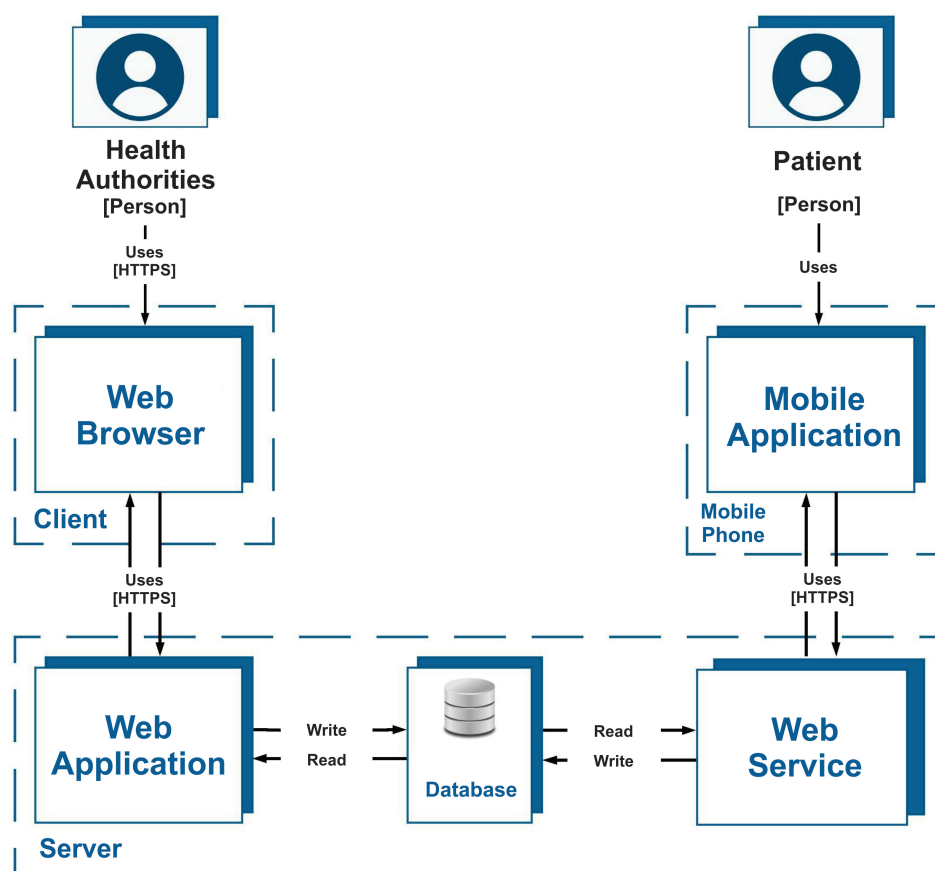 Health
Authorities
[Person]
Patient
[Person]
Uses
[HTTPS]
Uses
Web
Browser
Mobile
Application
Client
Mobile
Phone
Uses
[HTTPS]
Uses
[HTTPS]
Web
Application
Write
Read
Database
Read
Write
Web
Service
Server